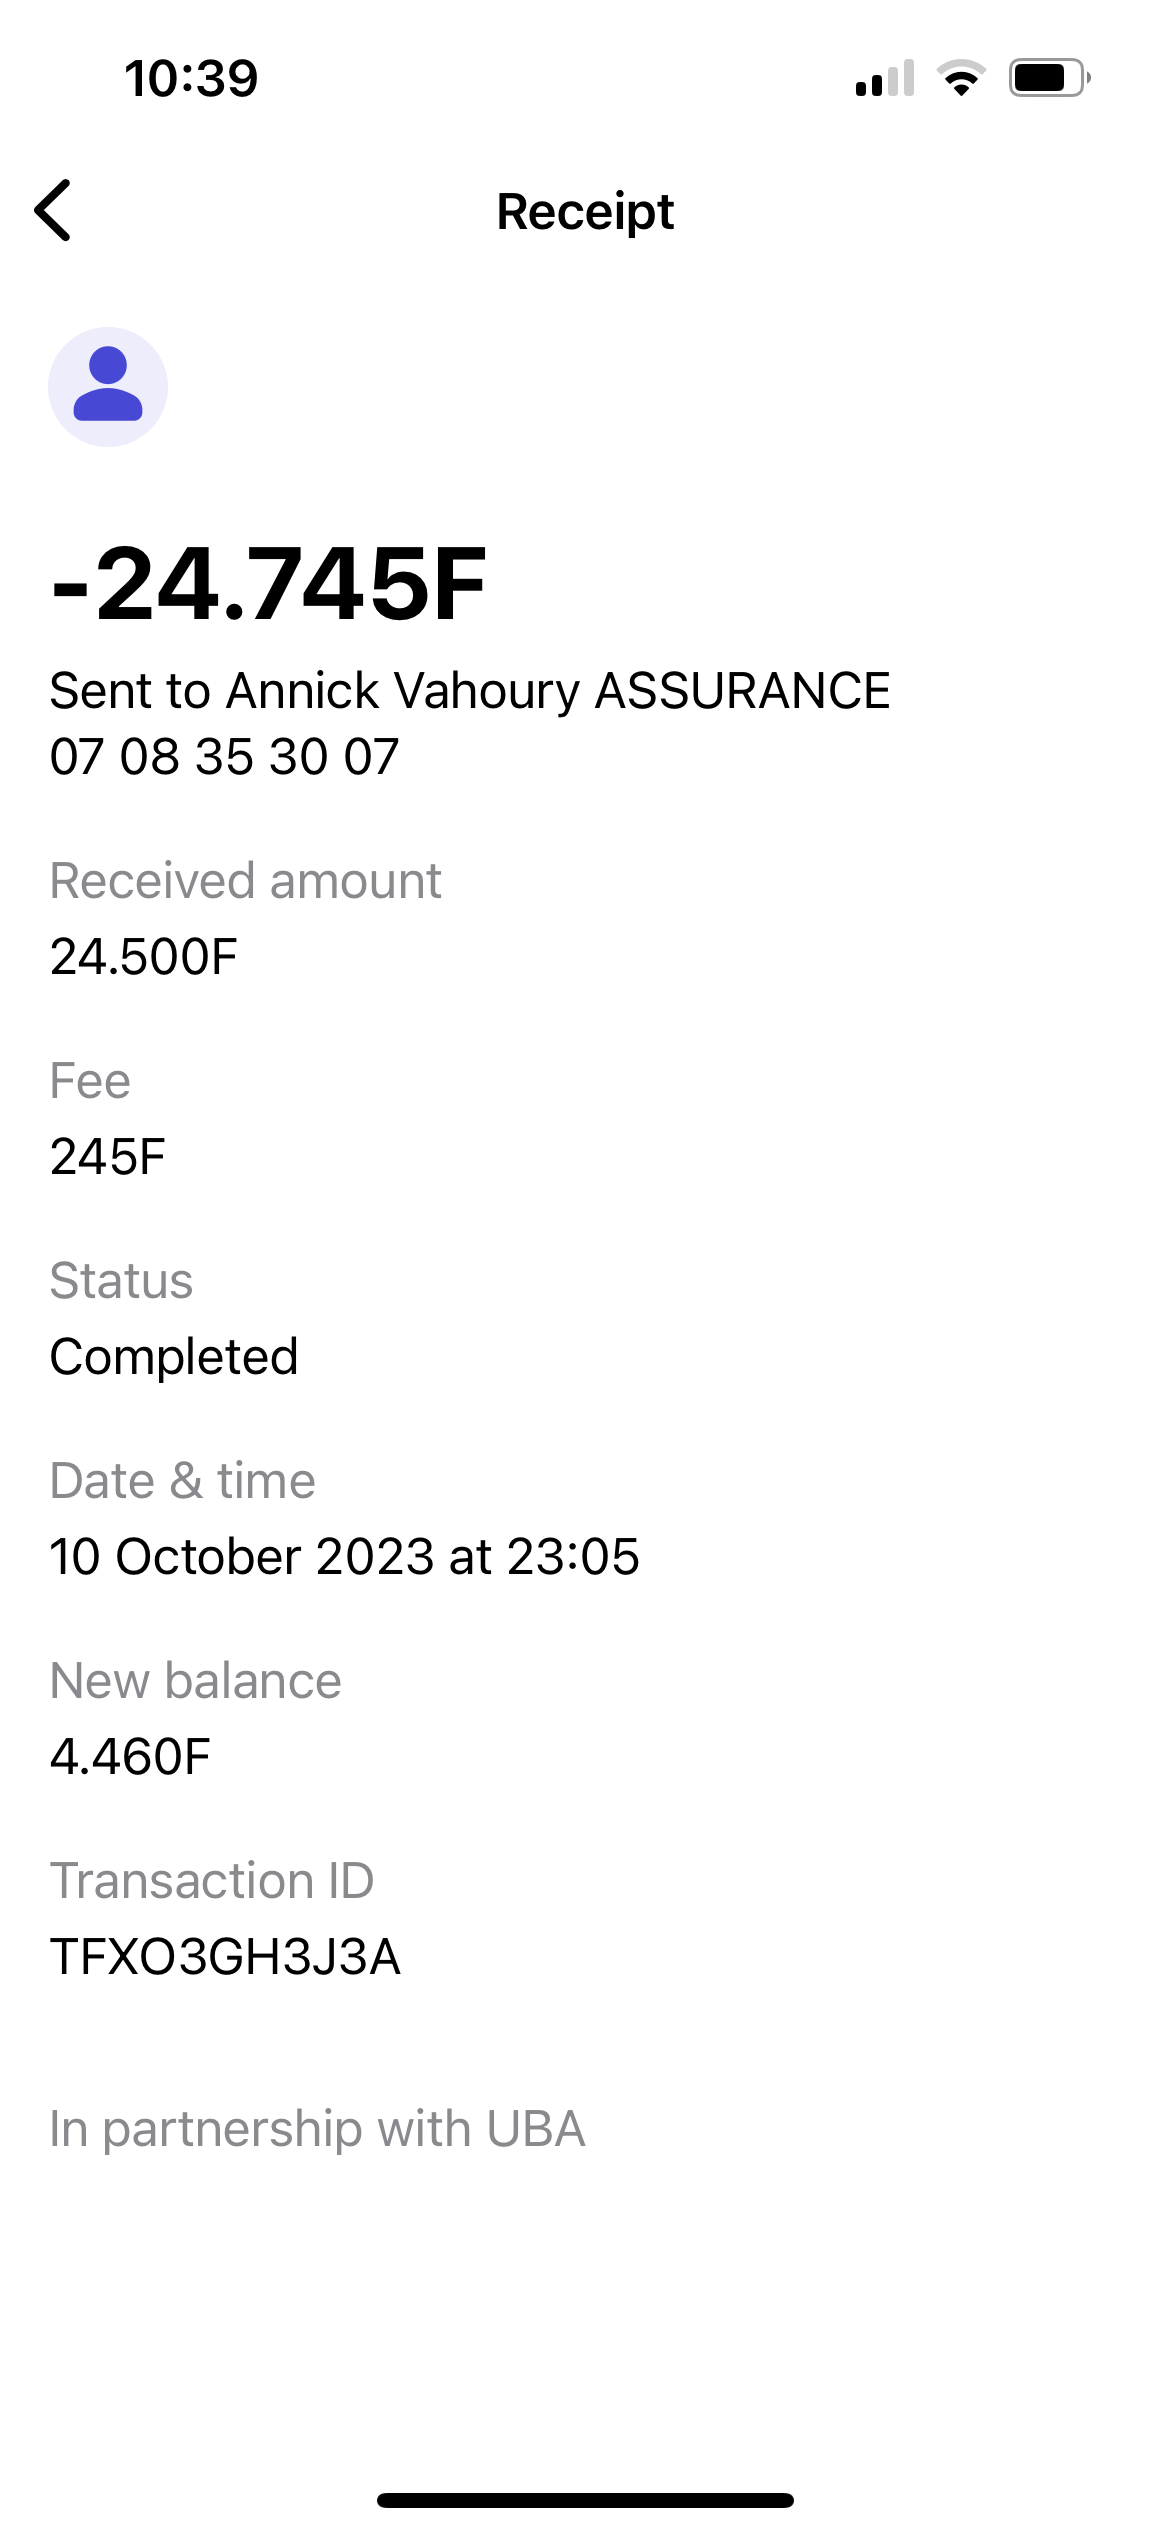 10:39
Receipt
-24.745F
Sent to Annick Vahoury ASSURANCE
07 08 35 30 07
Received amount
24.500F
Fee
245F
Status
Completed
Date & time
10 October 2023 at 23:05
New balance
4.460F
Transaction ID
TFXO3GH3J3A
In partnership with UBA